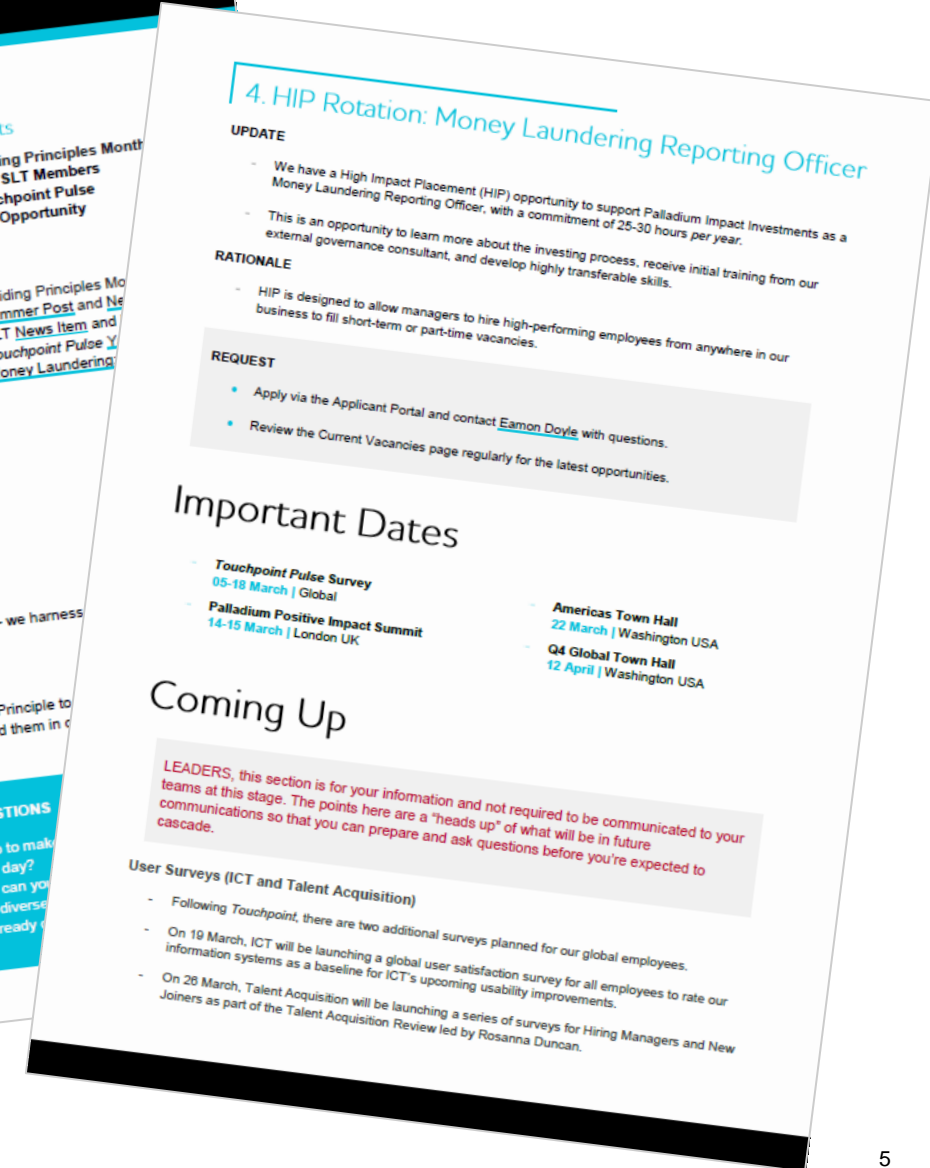 ts
ing Principles Month
SLT Members
chpoint Pulse
Opportunity
iding Principles Mo
mmer Post and Ne
LT News Item and
ouchpoint Pulse Y
oney Laundering
- we harness
Principle to
d them in
STIONS
to mak
day?
can you
diverse
ready
4. HIP Rotation: Money Laundering Reporting Officer
UPDATE
- We have a High Impact Placement (HIP) opportunity to support Palladium Impact Investments as a
Money Laundering Reporting Officer, with a commitment of 25-30 hours per year.
- This is an opportunity to learn more about the investing process, receive initial training from our
external governance consultant, and develop highly transferable skills.
RATIONALE
- HIP is designed to allow managers to hire high-performing employees from anywhere in our
business to fill short-term or part-time vacancies.
REQUEST
• Apply via the Applicant Portal and contact Eamon Doyle with questions.
• Review the Current Vacancies page regularly for the latest opportunities.
Important Dates
- Touchpoint Pulse Survey
05-18 March | Global
- Palladium Positive Impact Summit
14-15 March | London UK
- Americas Town Hall
22 March | Washington USA
- Q4 Global Town Hall
12 April | Washington USA
Coming Up
LEADERS, this section is for your information and not required to be communicated to your
teams at this stage. The points here are a "heads up" of what will be in future
communications so that you can prepare and ask questions before you're expected to
cascade.
User Surveys (ICT and Talent Acquisition)
- Following Touchpoint, there are two additional surveys planned for our global employees.
- On 19 March, ICT will be launching a global user satisfaction survey for all employees to rate our
information systems as a baseline for ICT's upcoming usability improvements.
- On 26 March, Talent Acquisition will be launching a series of surveys for Hiring Managers and New
Joiners as part of the Talent Acquisition Review led by Rosanna Duncan.
5